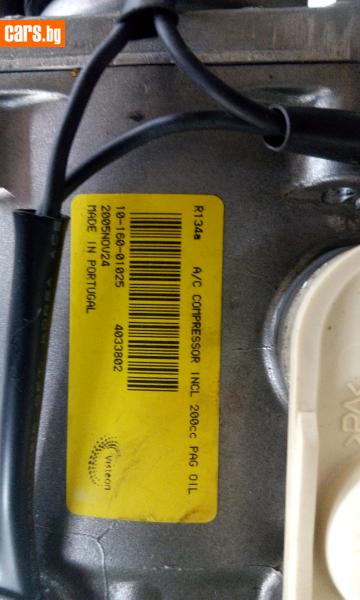 cars.bg
R134a A/C COMPRESSOR INCL 200cc PAG OIL
10-160-01025 4033802
2005NOV24
MADE IN PORTUGAL
Visteon